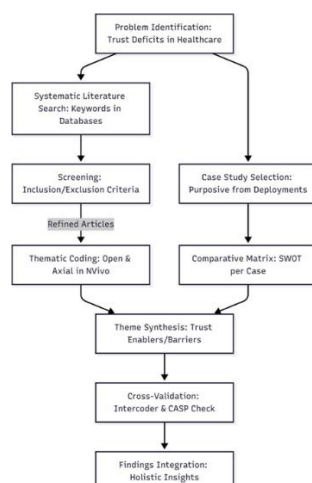 Problem Identification:
Trust Deficits in Healthcare
Systematic Literature
Search: Keywords in
Databases
Screening:
Inclusion/Exclusion Criteria
Case Study Selection:
Purposive from Deployments
Refined Articles
Thematic Coding: Open &
Axial in NVivo
Comparative Matrix: SWOT
per Case
Theme Synthesis: Trust
Enablers/Barriers
Cross-Validation:
Intercoder & CASP Check
Findings Integration:
Holistic Insights